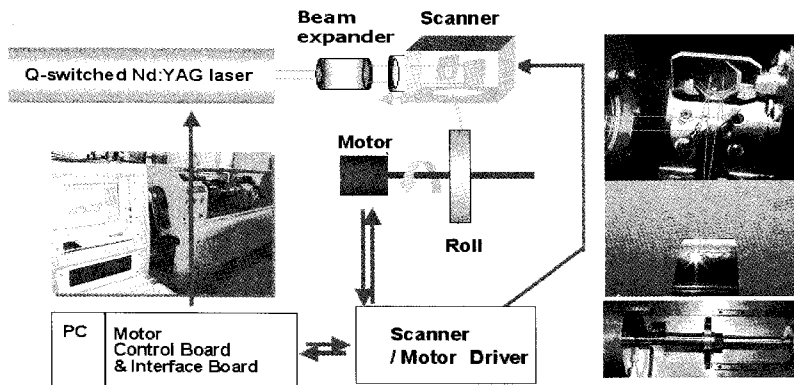 Beam
expander
Scanner
Q-switched Nd:YAG laser
Motor
Roll
PC
Motor
Control Board
& Interface Board
Scanner
/ Motor Driver